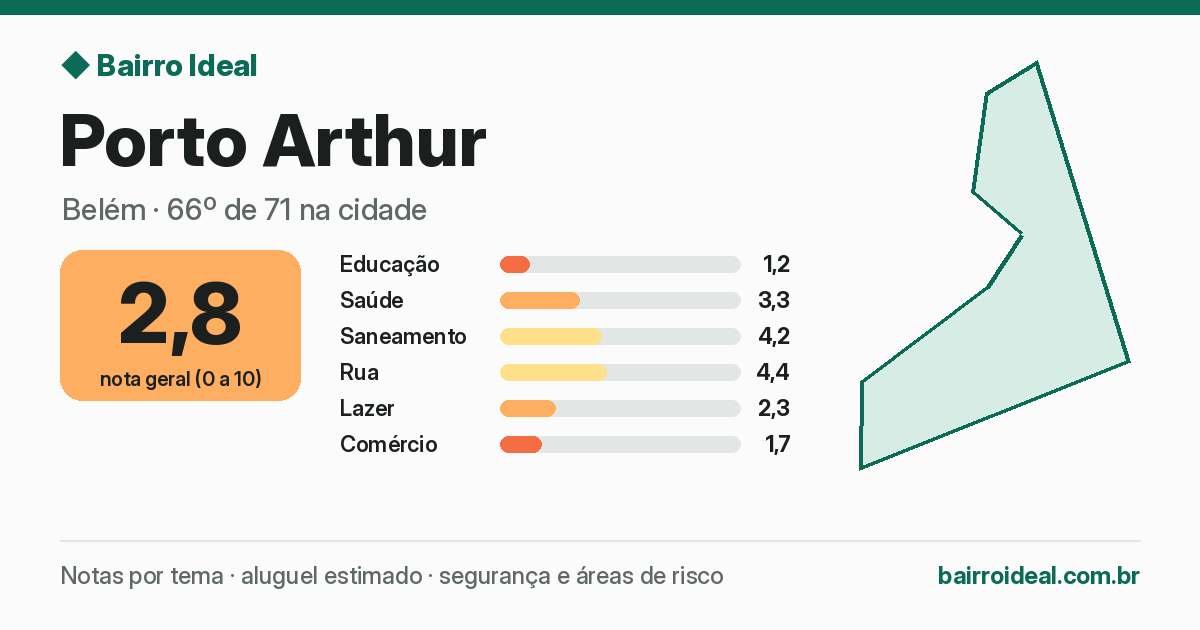 Bairro Ideal
Porto Arthur
Belém · 66º de 71 na cidade
2,8
nota geral (0 a 10)
Educação 1,2
Saúde 3,3
Saneamento 4,2
Rua 4,4
Lazer 2,3
Comércio 1,7
Notas por tema · aluguel estimado · segurança e áreas de risco
bairroideal.com.br